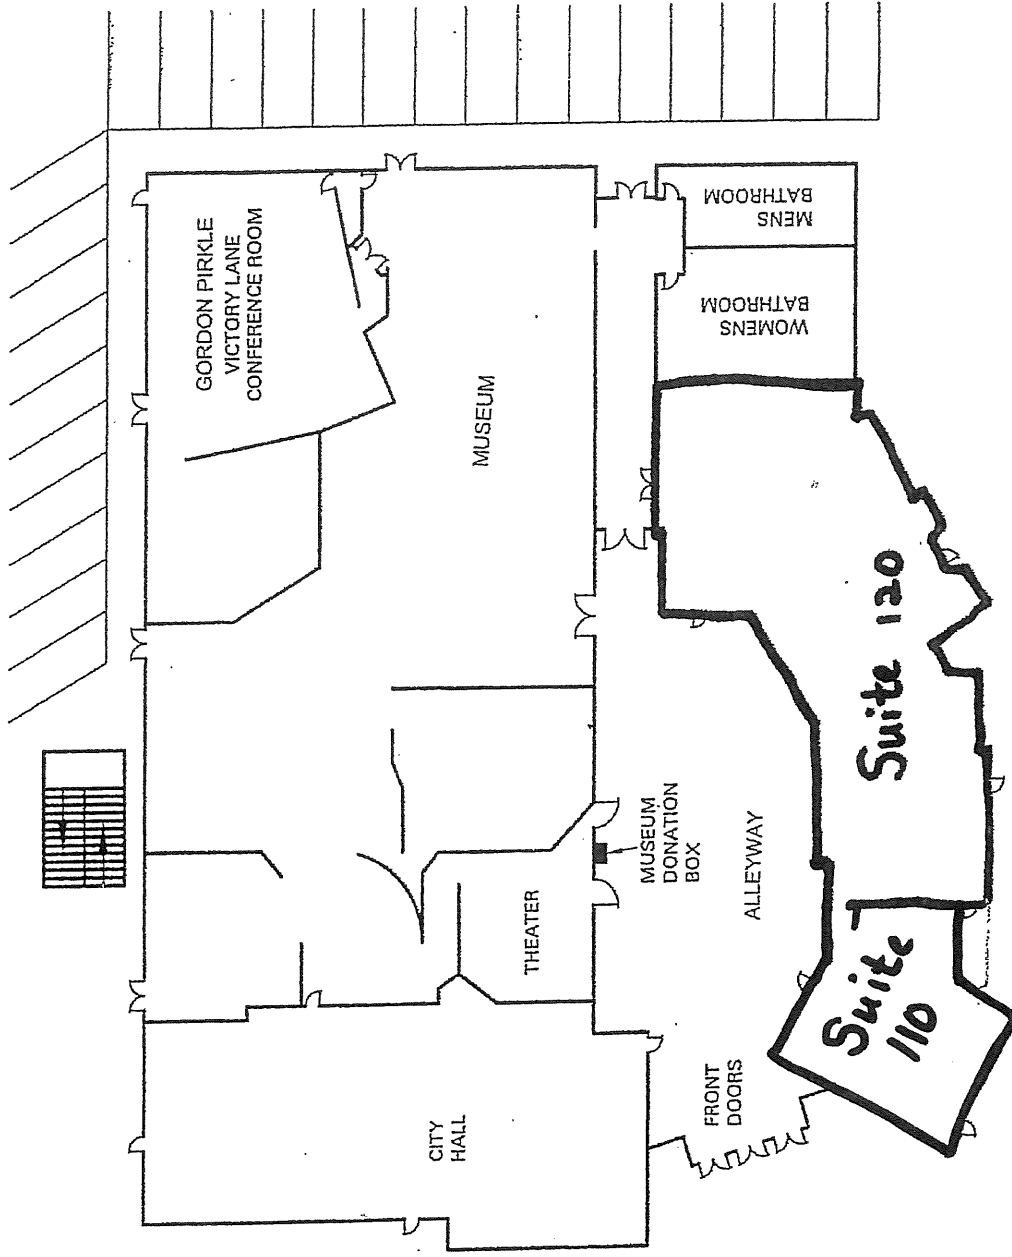 GORDON PIRKLE
VICTORY LANE
CONFERENCE ROOM
MENS
BATHROOM
WOMENS
BATHROOM
MUSEUM
Suite 120
MUSEUM
DONATION
BOX
ALLEYWAY
THEATER
Suite
110
FRONT
DOORS
CITY
HALL